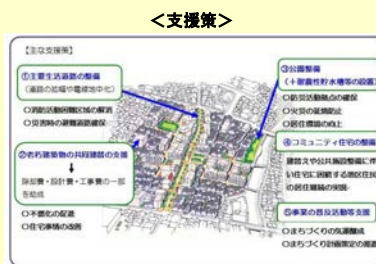 ＜支援策＞
【主な支援策】
①主要生活道路の整備
（道路の拡幅や電線地中化）
○消防活動困難区域の解消
○災害時の避難路確保
②老朽建築物の共同建替の支援
除却費・設計費・工事費の一部
を助成
○不燃化の促進
○住宅事情の改善
③公園整備
（＋耐震性貯水槽等の設置）
○防災活動拠点の確保
○火災の延焼防止
○居住環境の向上
④コミュニティ住宅の整備
建替えや公共施設整備に伴
い住宅に困窮する地区住民
の居住継続の実現
⑤事業の普及活動等支援
○まちづくりの気運醸成
○まちづくり計画策定の推進